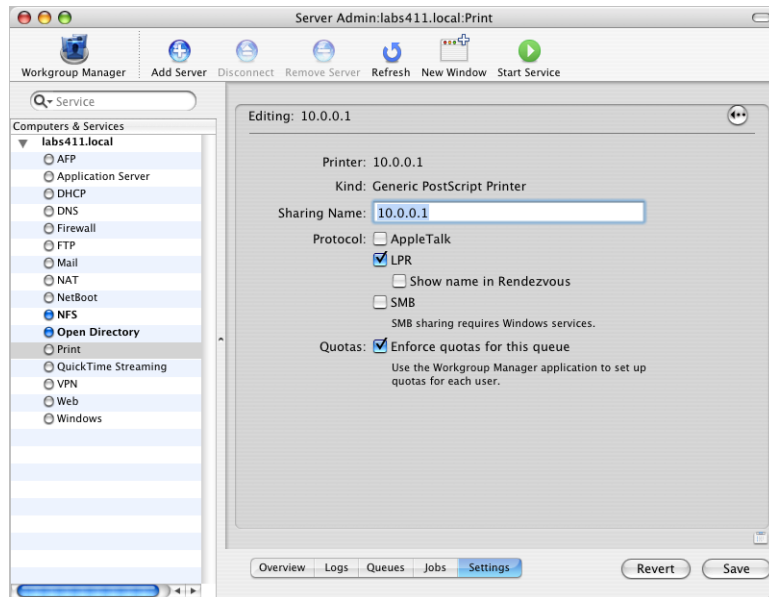 Server Admin:labs411.local:Print
Workgroup Manager Add Server Disconnect Remove Server Refresh New Window Start Service
Service
Computers & Services
labs411.local
AFP
Application Server
DHCP
DNS
Firewall
FTP
Mail
NAT
NetBoot
NFS
Open Directory
Print
QuickTime Streaming
VPN
Web
Windows
Editing: 10.0.0.1
Printer: 10.0.0.1
Kind: Generic PostScript Printer
Sharing Name: 10.0.0.1
Protocol: AppleTalk
LPR
Show name in Rendezvous
SMB
SMB sharing requires Windows services.
Quotas: Enforce quotas for this queue
Use the Workgroup Manager application to set up
quotas for each user.
Overview Logs Queues Jobs Settings
Revert Save